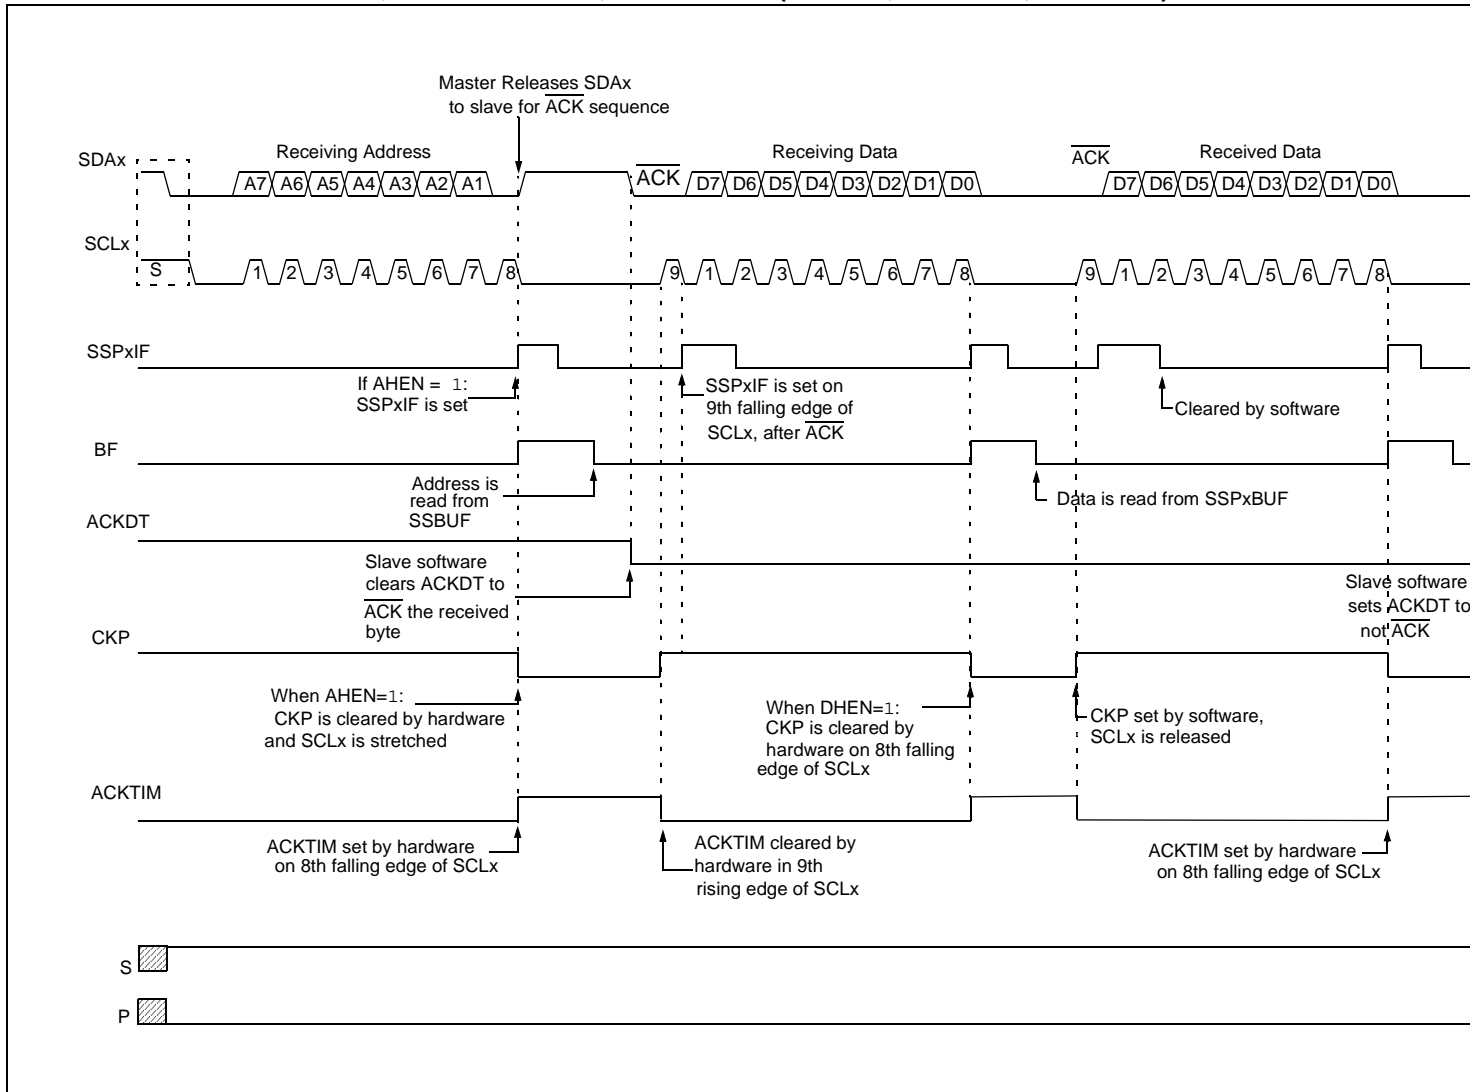 Master Releases SDAx
to slave for ACK sequence
SDAx
Receiving Address
Receiving Data
ACK
Received Data
A7 A6 A5 A4 A3 A2 A1
ACK
D7 D6 D5 D4 D3 D2 D1 D0
D7 D6 D5 D4 D3 D2 D1 D0
SCLx
S
1 2 3 4 5 6 7 8
9 1 2 3 4 5 6 7 8
9 1 2 3 4 5 6 7 8
SSPxIF
If AHEN = 1:
SSPxIF is set
SSPxIF is set on
9th falling edge of
SCLx, after ACK
Cleared by software
BF
Address is
read from
SSBUF
Data is read from SSPxBUF
ACKDT
Slave software
clears ACKDT to
ACK the received
byte
Slave software
sets ACKDT to
not ACK
CKP
When AHEN=1:
CKP is cleared by hardware
and SCLx is stretched
When DHEN=1:
CKP is cleared by
hardware on 8th falling
edge of SCLx
CKP set by software,
SCLx is released
ACKTIM
ACKTIM set by hardware
on 8th falling edge of SCLx
ACKTIM cleared by
hardware in 9th
rising edge of SCLx
ACKTIM set by hardware
on 8th falling edge of SCLx
S
P